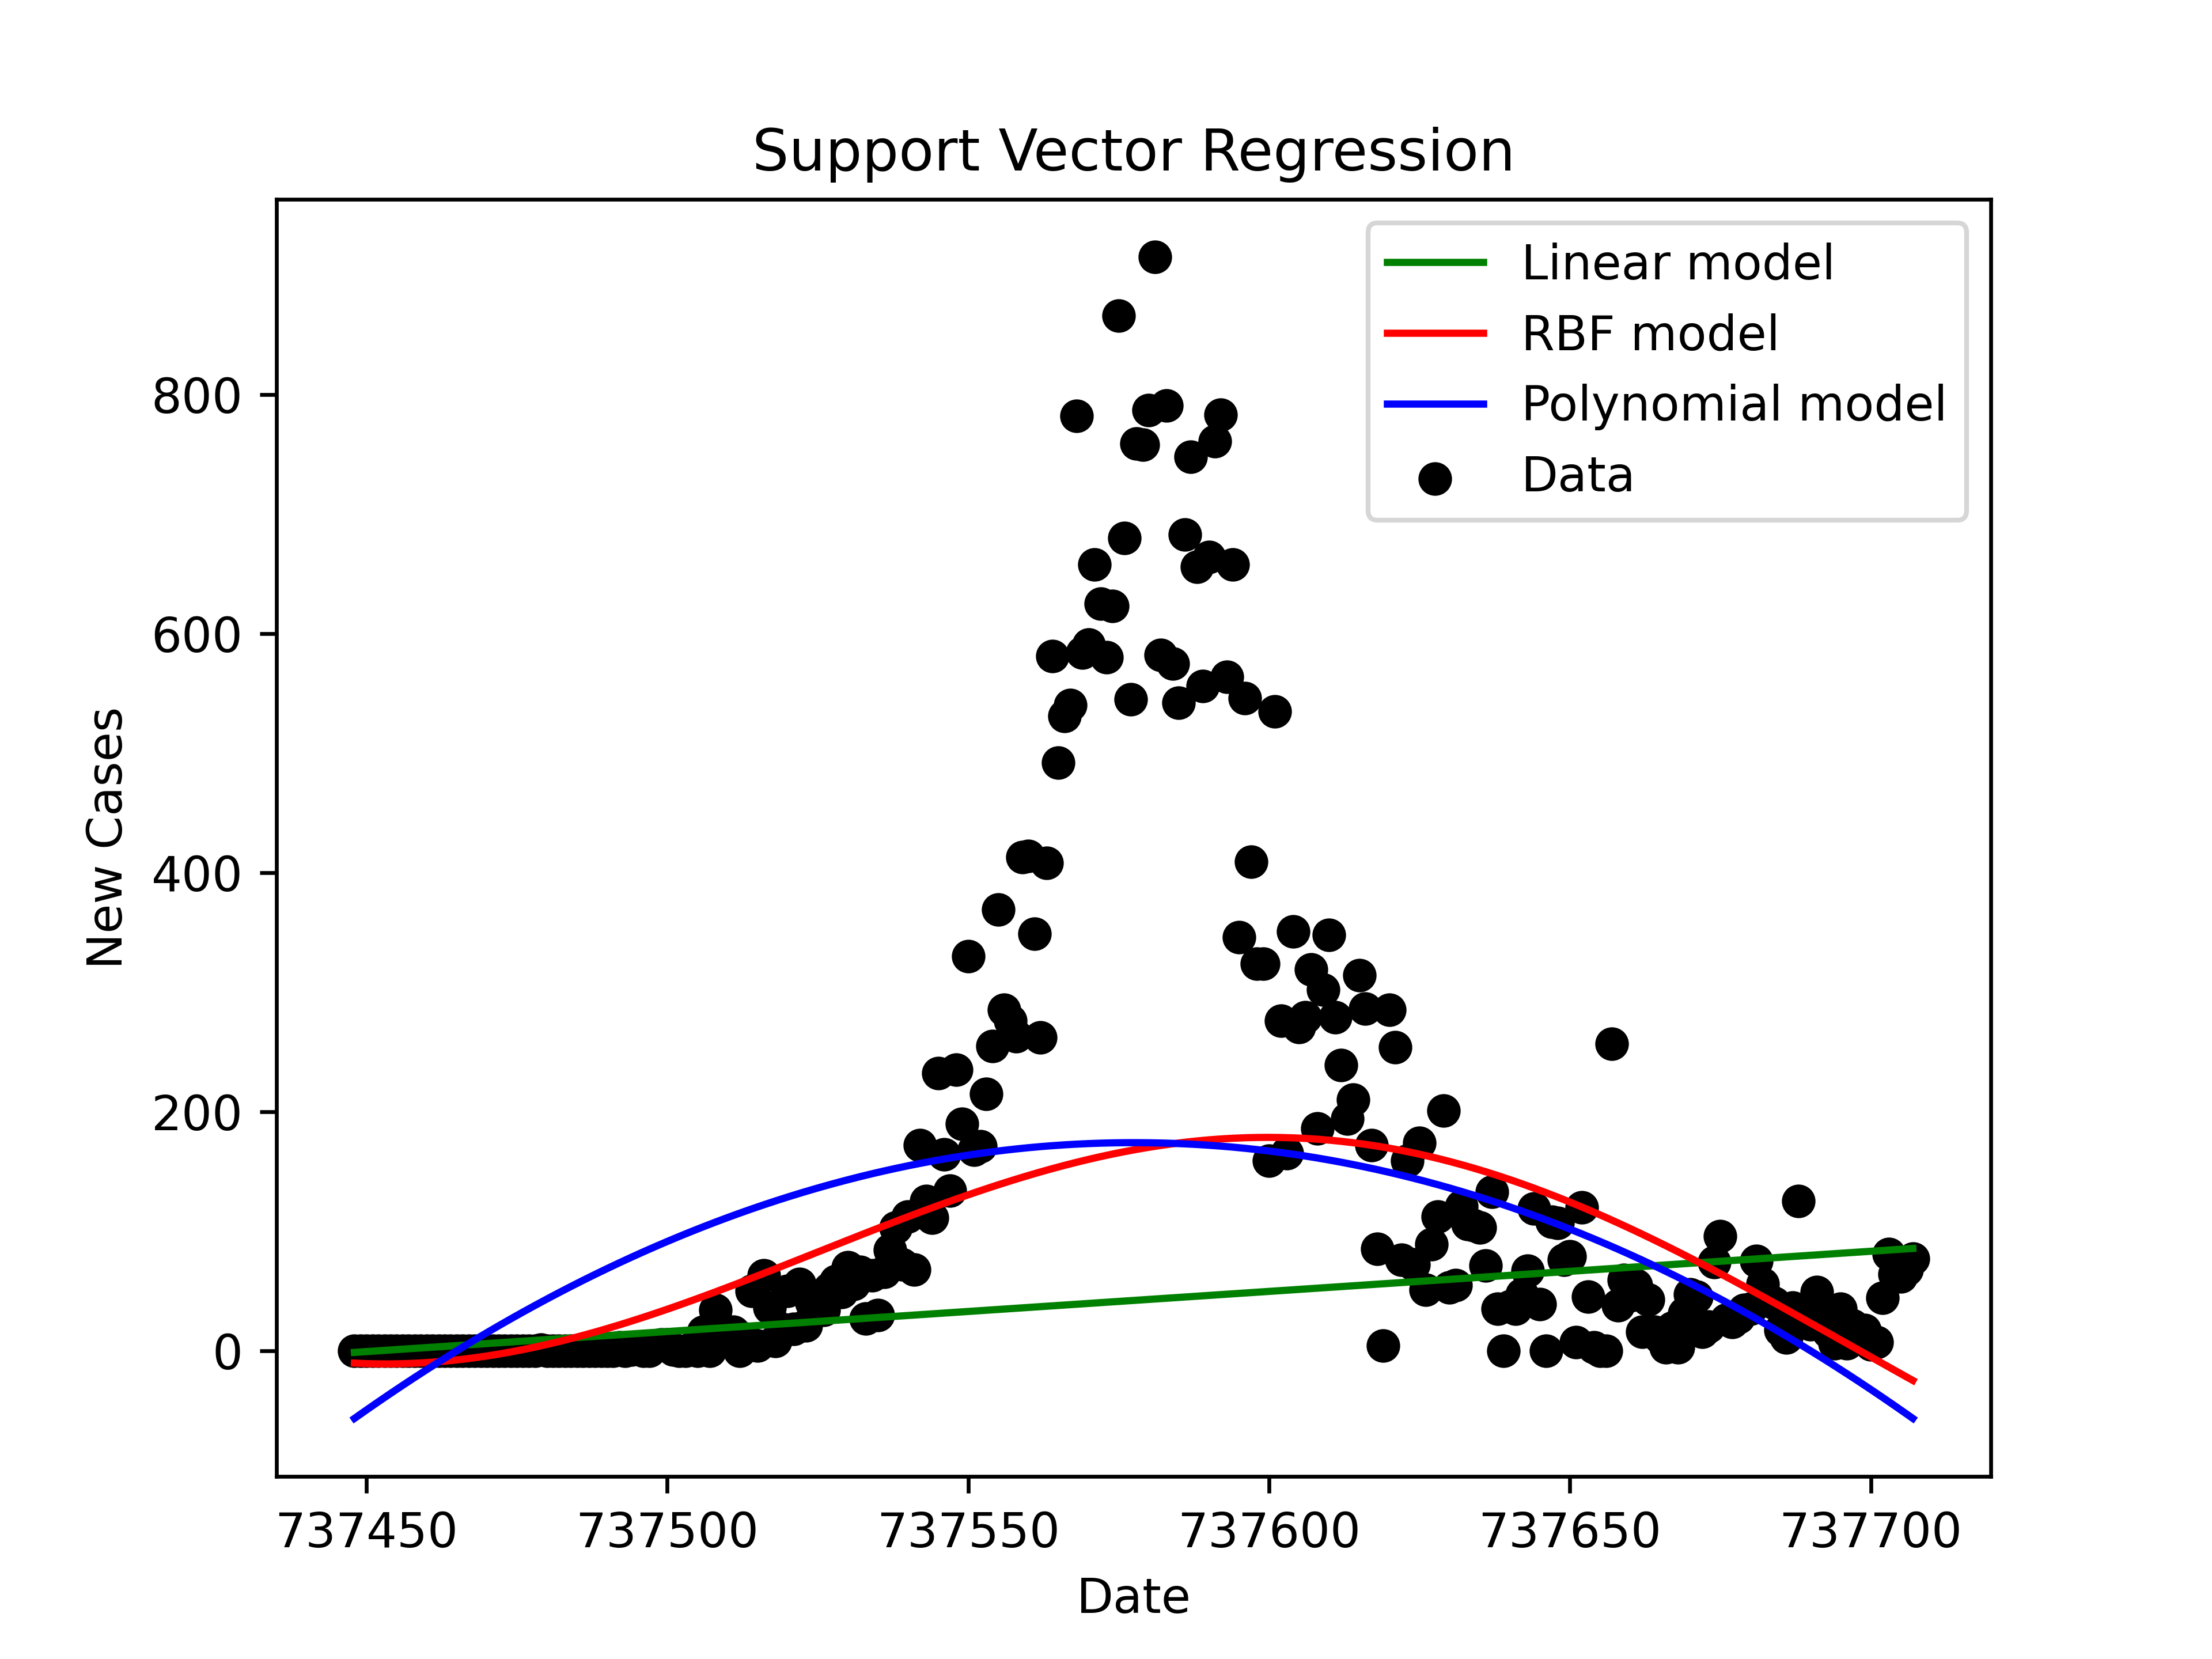 Support Vector Regression
Linear model
RBF model
Polynomial model
Data
800
600
400
200
0
New Cases
737450 737500 737550 737600 737650 737700
Date